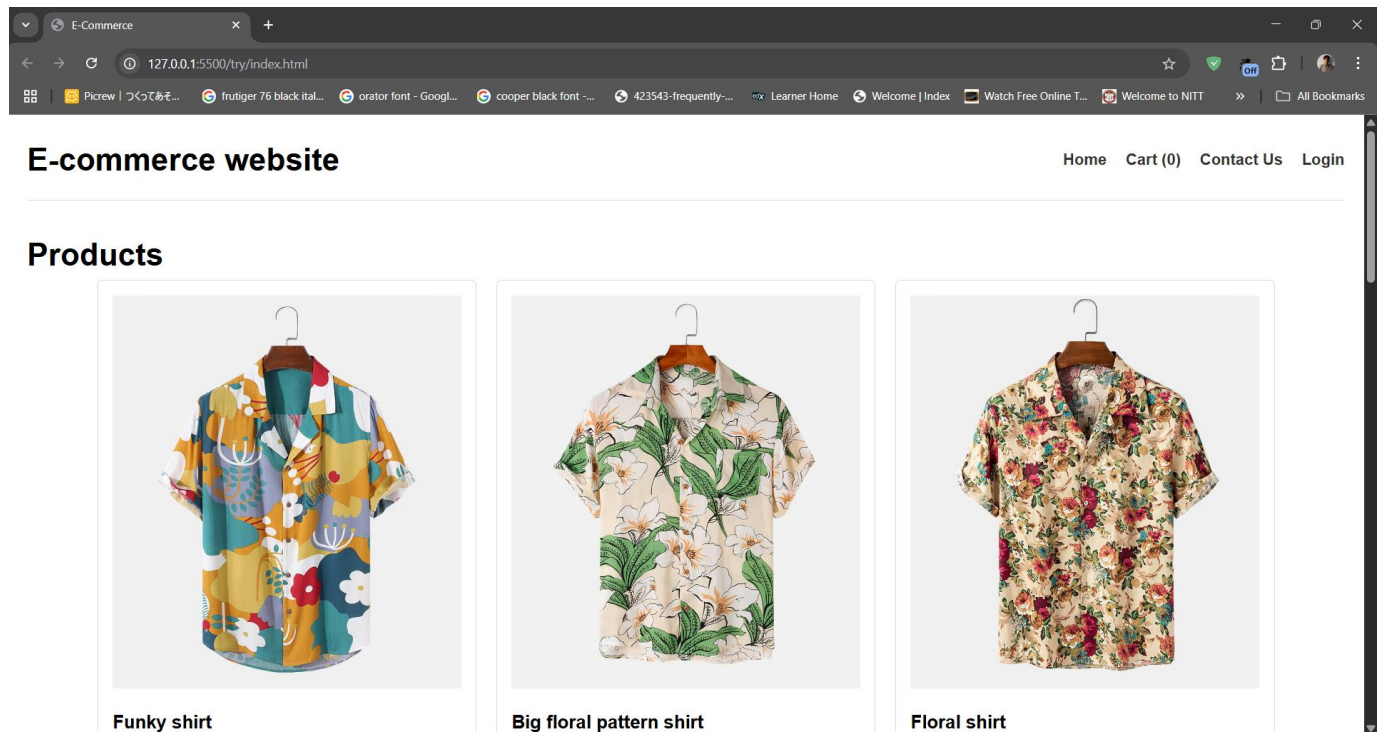 E-Commerce
127.0.0.1:5500/try/index.html
Off
Picrew | つくってあそ... frutiger 76 black ital... orator font - Googl... cooper black font -... 423543-frequently-... Learner Home Welcome | Index Watch Free Online T... Welcome to NITT All Bookmarks
E-commerce website Home Cart (0) Contact Us Login
Products
Funky shirt Big floral pattern shirt Floral shirt